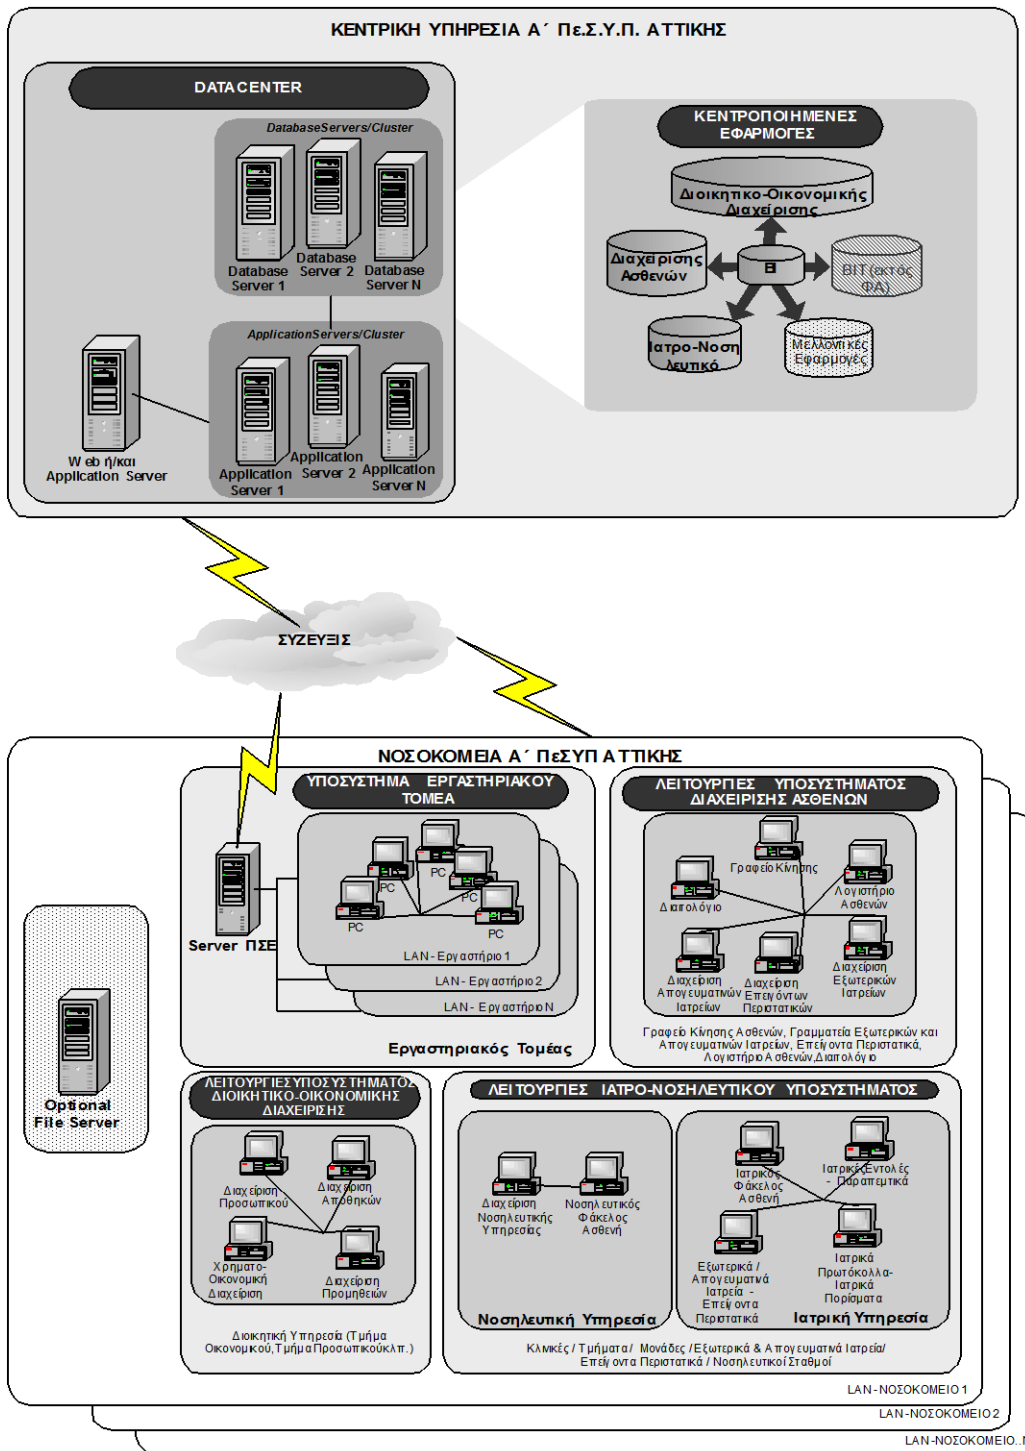 ΚΕΝΤΡΙΚΗ ΥΠΗΡΕΣΙΑ Α΄ Πε.Σ.Υ.Π. ΑΤΤΙΚΗΣ
DATACENTER
DatabaseServers/Cluster
Database
Server 1
Database
Server 2
Database
Server N
ApplicationServers/Cluster
Application
Server 1
Application
Server 2
Application
Server N
Web ή/και
Application Server
ΚΕΝΤΡΟΠΟΙΗΜΕΝΕΣ
ΕΦΑΡΜΟΓΕΣ
Διοικητικο-Οικονομικής
Διαχείρισης
Διαχείρισης
Ασθενών
EI
BIT (εκτός
ΦΑ)
Ιατρο-Νοση
λευτικό
Μελλοντικές
Εφαρμογές
ΣΥΖΕΥΞΙΣ
ΝΟΣΟΚΟΜΕΙΑ Α΄ ΠεΣΥΠ ΑΤΤΙΚΗΣ
ΥΠΟΣΥΣΤΗΜΑ ΕΡΓΑΣΤΗΡΙΑΚΟΥ
ΤΟΜΕΑ
PC
PC
PC
PC
PC
LAN - Εργαστήριο 1
LAN - Εργαστήριο 2
LAN - Εργαστήριο N
Server ΠΣΕ
Εργαστηριακός Τομέας
ΛΕΙΤΟΥΡΓΙΕΣ ΥΠΟΣΥΣΤΗΜΑΤΟΣ
ΔΙΑΧΕΙΡΙΣΗΣ ΑΣΘΕΝΩΝ
Γραφείο Κίνησης
Λογιστήριο
Ασθενών
Διαιτολόγιο
Διαχείριση
Απογευματινών
Ιατρείων
Διαχείριση
Επειγόντων
Περιστατικών
Διαχείριση
Εξωτερικών
Ιατρείων
Γραφείο Κίνησης Ασθενών, Γραμματεία Εξωτερικών και
Απογευματινών Ιατρείων, Επείγοντα Περιστατικά,
Λογιστήριο Ασθενών,Διαιτολόγιο
Optional
File Server
ΛΕΙΤΟΥΡΓΙΕΣ ΥΠΟΣΥΣΤΗΜΑΤΟΣ
ΔΙΟΙΚΗΤΙΚΟ-ΟΙΚΟΝΟΜΙΚΗΣ
ΔΙΑΧΕΙΡΙΣΗΣ
Διαχείριση
Προσωπικού
Διαχείριση
Αποθηκών
Χρηματο-
Οικονομική
Διαχείριση
Διαχείριση
Προμηθειών
Διοικητική Υπηρεσία (Τμήμα
Οικονομικού,Τμήμα Προσωπικού κλπ.)
ΛΕΙΤΟΥΡΓΙΕΣ ΙΑΤΡΟ-ΝΟΣΗΛΕΥΤΙΚΟΥ ΥΠΟΣΥΣΤΗΜΑΤΟΣ
Διαχείριση
Νοσηλευτικής
Υπηρεσίας
Νοσηλευτικός
Φάκελος
Ασθενή
Νοσηλευτική Υπηρεσία
Ιατρικός
Φάκελος
Ασθενή
Ιατρικές Εντολές
- Παραπεμτικά
Εξωτερικά /
Απογευματινά
Ιατρεία -
Επείγοντα
Περιστατικά
Ιατρικά
Πρωτόκολλα-
Ιατρικά
Πορίσματα
Ιατρική Υπηρεσία
Κλινικές / Τμήματα / Μονάδες / Εξωτερικά & Απογευματινά Ιατρεία/
Επείγοντα Περιστατικά / Νοσηλευτικοί Σταθμοί
LAN - ΝΟΣΟΚΟΜΕΙΟ 1
LAN -ΝΟΣΟΚΟΜΕΙΟ 2
LAN -ΝΟΣΟΚΟΜΕΙΟ..N